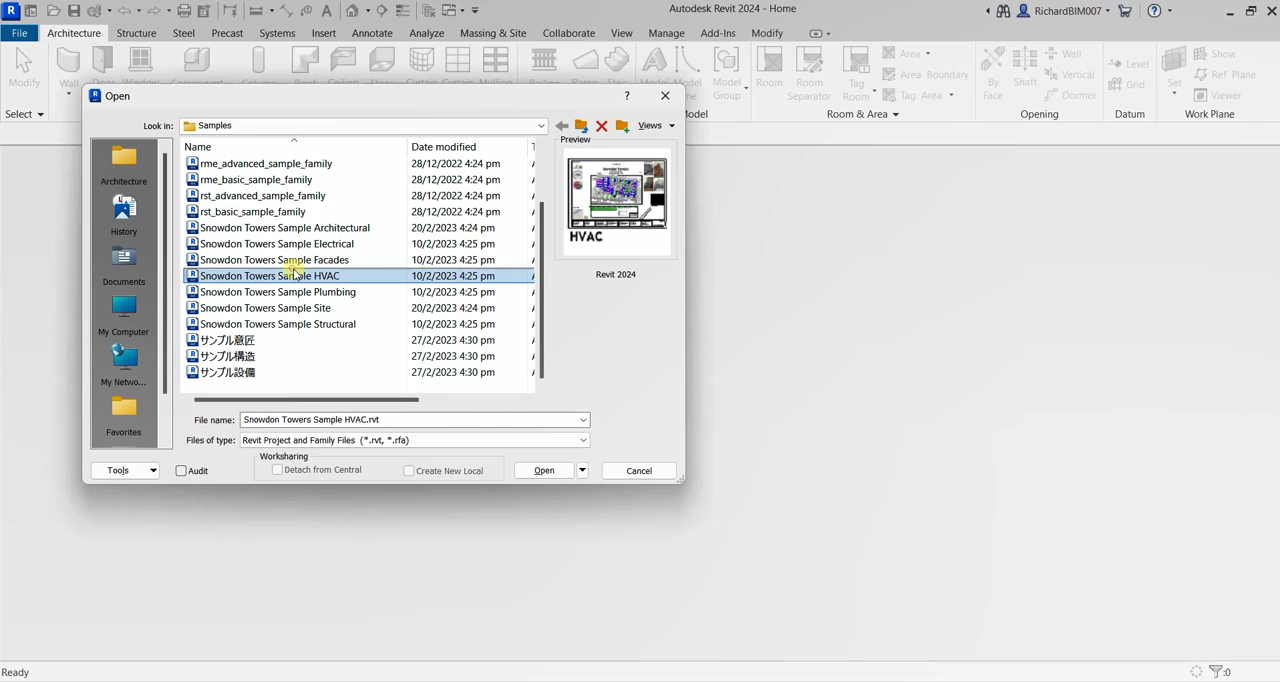 Autodesk Revit 2024 - Home
RichardBIM007
File
Architecture
Structure
Steel
Precast
Systems
Insert
Annotate
Analyze
Massing & Site
Collaborate
View
Manage
Add-Ins
Modify
Modify
Wall
Window
Model
Group
Room
Room
Separator
Tag
Room
Area
Area Boundary
Tag Area
By
Face
Shaft
Wall
Vertical
Dormer
Level
Grid
Set
Show
Ref Plane
Viewer
Select
Room & Area
Opening
Datum
Work Plane
Open
Look in:
Samples
Views
Preview
Name
Date modified
rme_advanced_sample_family 28/12/2022 4:24 pm
rme_basic_sample_family 28/12/2022 4:24 pm
rst_advanced_sample_family 28/12/2022 4:24 pm
rst_basic_sample_family 28/12/2022 4:24 pm
Snowdon Towers Sample Architectural 20/2/2023 4:24 pm
Snowdon Towers Sample Electrical 10/2/2023 4:25 pm
Snowdon Towers Sample Facades 10/2/2023 4:25 pm
Snowdon Towers Sample HVAC 10/2/2023 4:25 pm
Snowdon Towers Sample Plumbing 10/2/2023 4:25 pm
Snowdon Towers Sample Site 20/2/2023 4:24 pm
Snowdon Towers Sample Structural 10/2/2023 4:25 pm
サンプル意匠 27/2/2023 4:30 pm
サンプル構造 27/2/2023 4:30 pm
サンプル設備 27/2/2023 4:30 pm
Architecture
History
Documents
My Computer
My Netwo...
Favorites
HVAC
Revit 2024
File name:
Snowdon Towers Sample HVAC.rvt
Files of type:
Revit Project and Family Files (*.rvt, *.rfa)
Tools
Audit
Worksharing
Detach from Central
Create New Local
Open
Cancel
Ready
:0